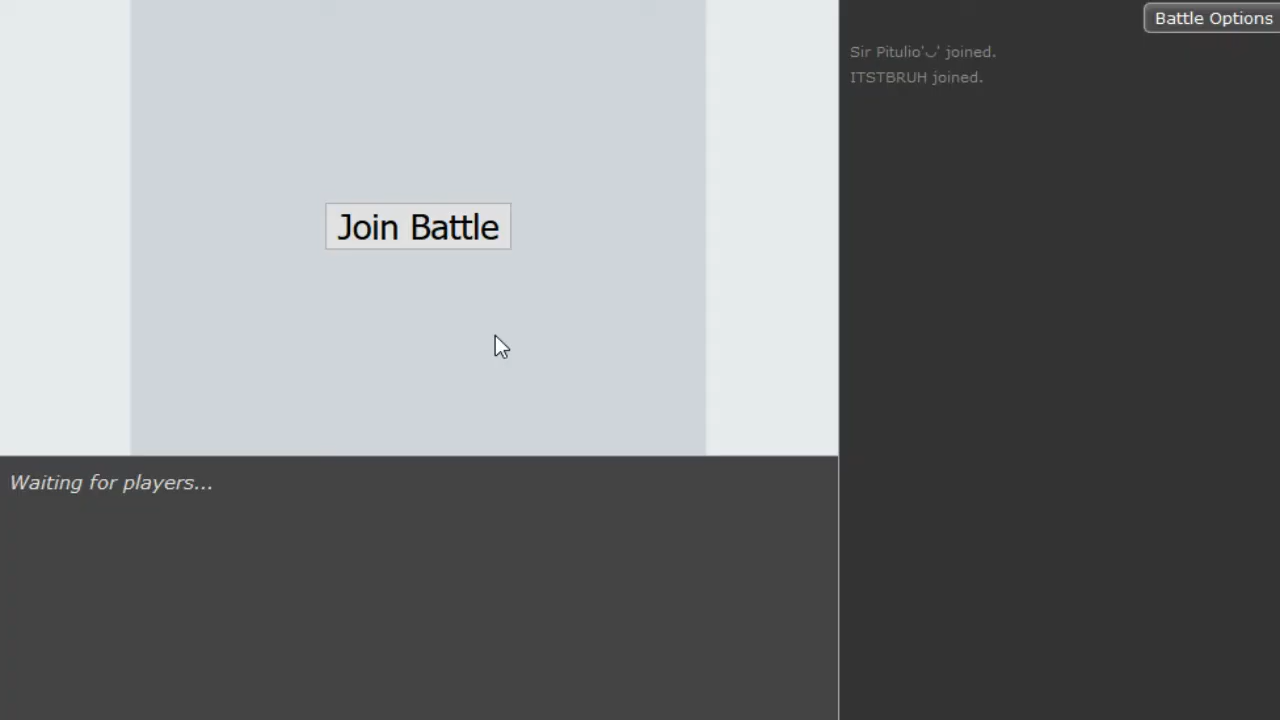 Battle Options
Sir Pitulio'◡' joined.
ITSTBRUH joined.
Join Battle
Waiting for players...